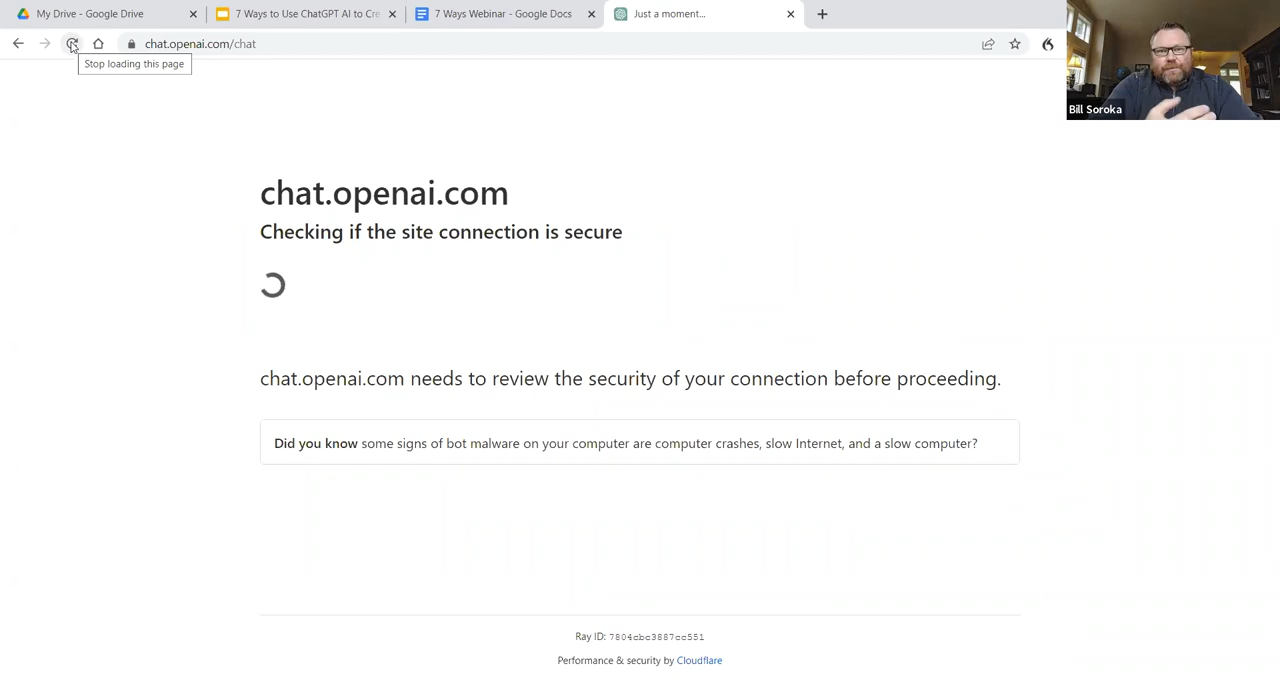 My Drive - Google Drive
7 Ways to Use ChatGPT AI to Cre
7 Ways Webinar - Google Docs
Just a moment...
chat.openai.com/chat
Stop loading this page
Bill Soroka
chat.openai.com
Checking if the site connection is secure
chat.openai.com needs to review the security of your connection before proceeding.
Did you know some signs of bot malware on your computer are computer crashes, slow Internet, and a slow computer?
Ray ID: 7804cbc3887cc551
Performance & security by Cloudflare